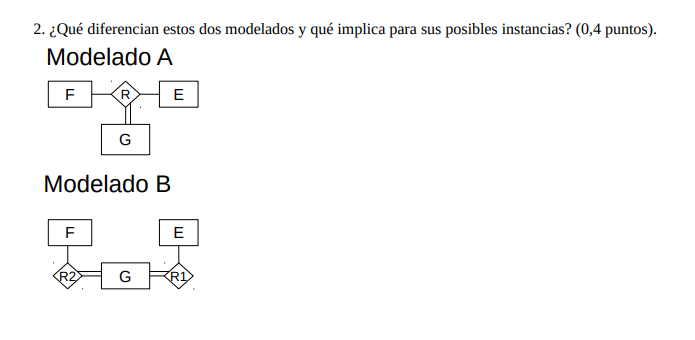 2. ¿Qué diferencian estos dos modelados y qué implica para sus posibles instancias? (0,4 puntos).
Modelado A
F R E
G
Modelado B
F E
R2 G R1